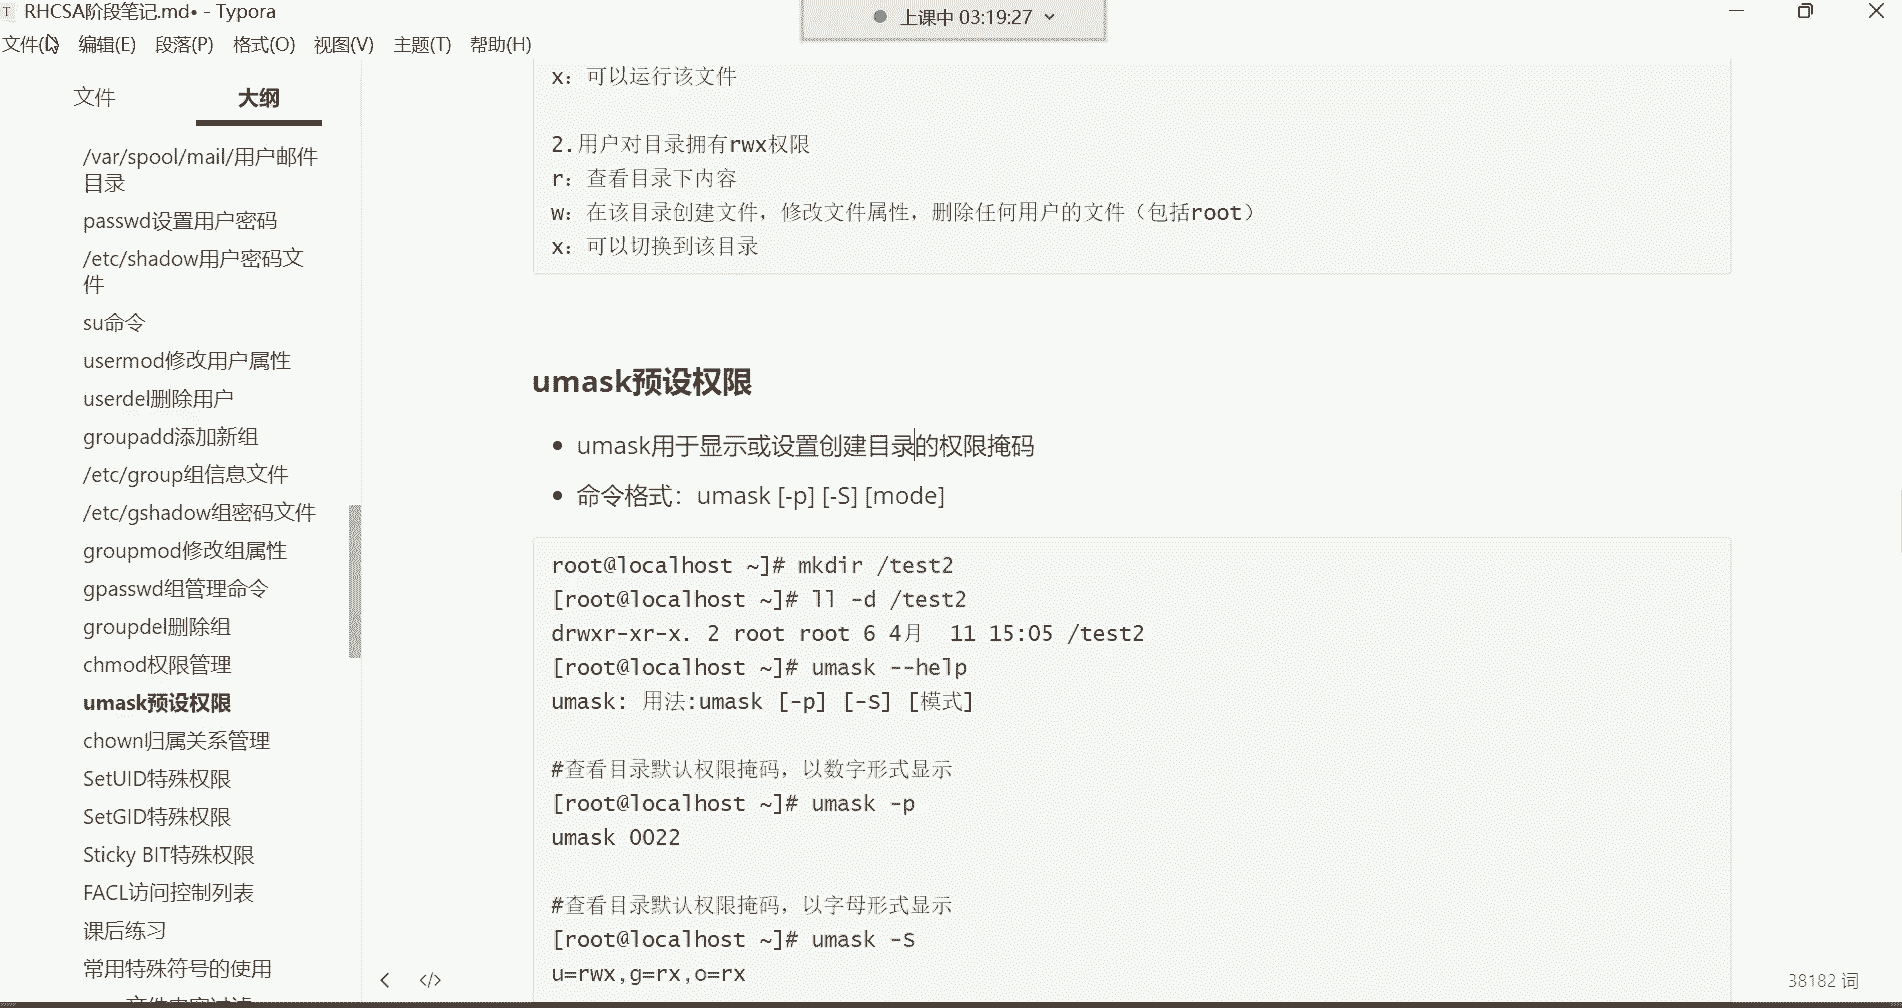 RHCSA阶段笔记.md• - Typora
上课中 03:19:27
文件(F) 编辑(E) 段落(P) 格式(O) 视图(V) 主题(T) 帮助(H)
文件 大纲
/var/spool/mail/用户邮件
目录
passwd设置用户密码
/etc/shadow用户密码文
件
su命令
usermod修改用户属性
userdel删除用户
groupadd添加新组
/etc/group组信息文件
/etc/gshadow组密码文件
groupmod修改组属性
gpasswd组管理命令
groupdel删除组
chmod权限管理
umask预设权限
chown归属关系管理
SetUID特殊权限
SetGID特殊权限
Sticky BIT特殊权限
FACL访问控制列表
课后练习
常用特殊符号的使用
x：可以运行该文件
2.用户对目录拥有rwx权限
r：查看目录下内容
w：在该目录创建文件，修改文件属性，删除任何用户的文件（包括root）
x：可以切换到该目录
umask预设权限
• umask用于显示或设置创建目录的权限掩码
• 命令格式：umask [-p] [-S] [mode]
root@localhost ~]# mkdir /test2
[root@localhost ~]# ll -d /test2
drwxr-xr-x. 2 root root 6 4月  11 15:05 /test2
[root@localhost ~]# umask --help
umask: 用法:umask [-p] [-S] [模式]
#查看目录默认权限掩码，以数字形式显示
[root@localhost ~]# umask -p
umask 0022
#查看目录默认权限掩码，以字母形式显示
[root@localhost ~]# umask -S
u=rwx,g=rx,o=rx
38182 词